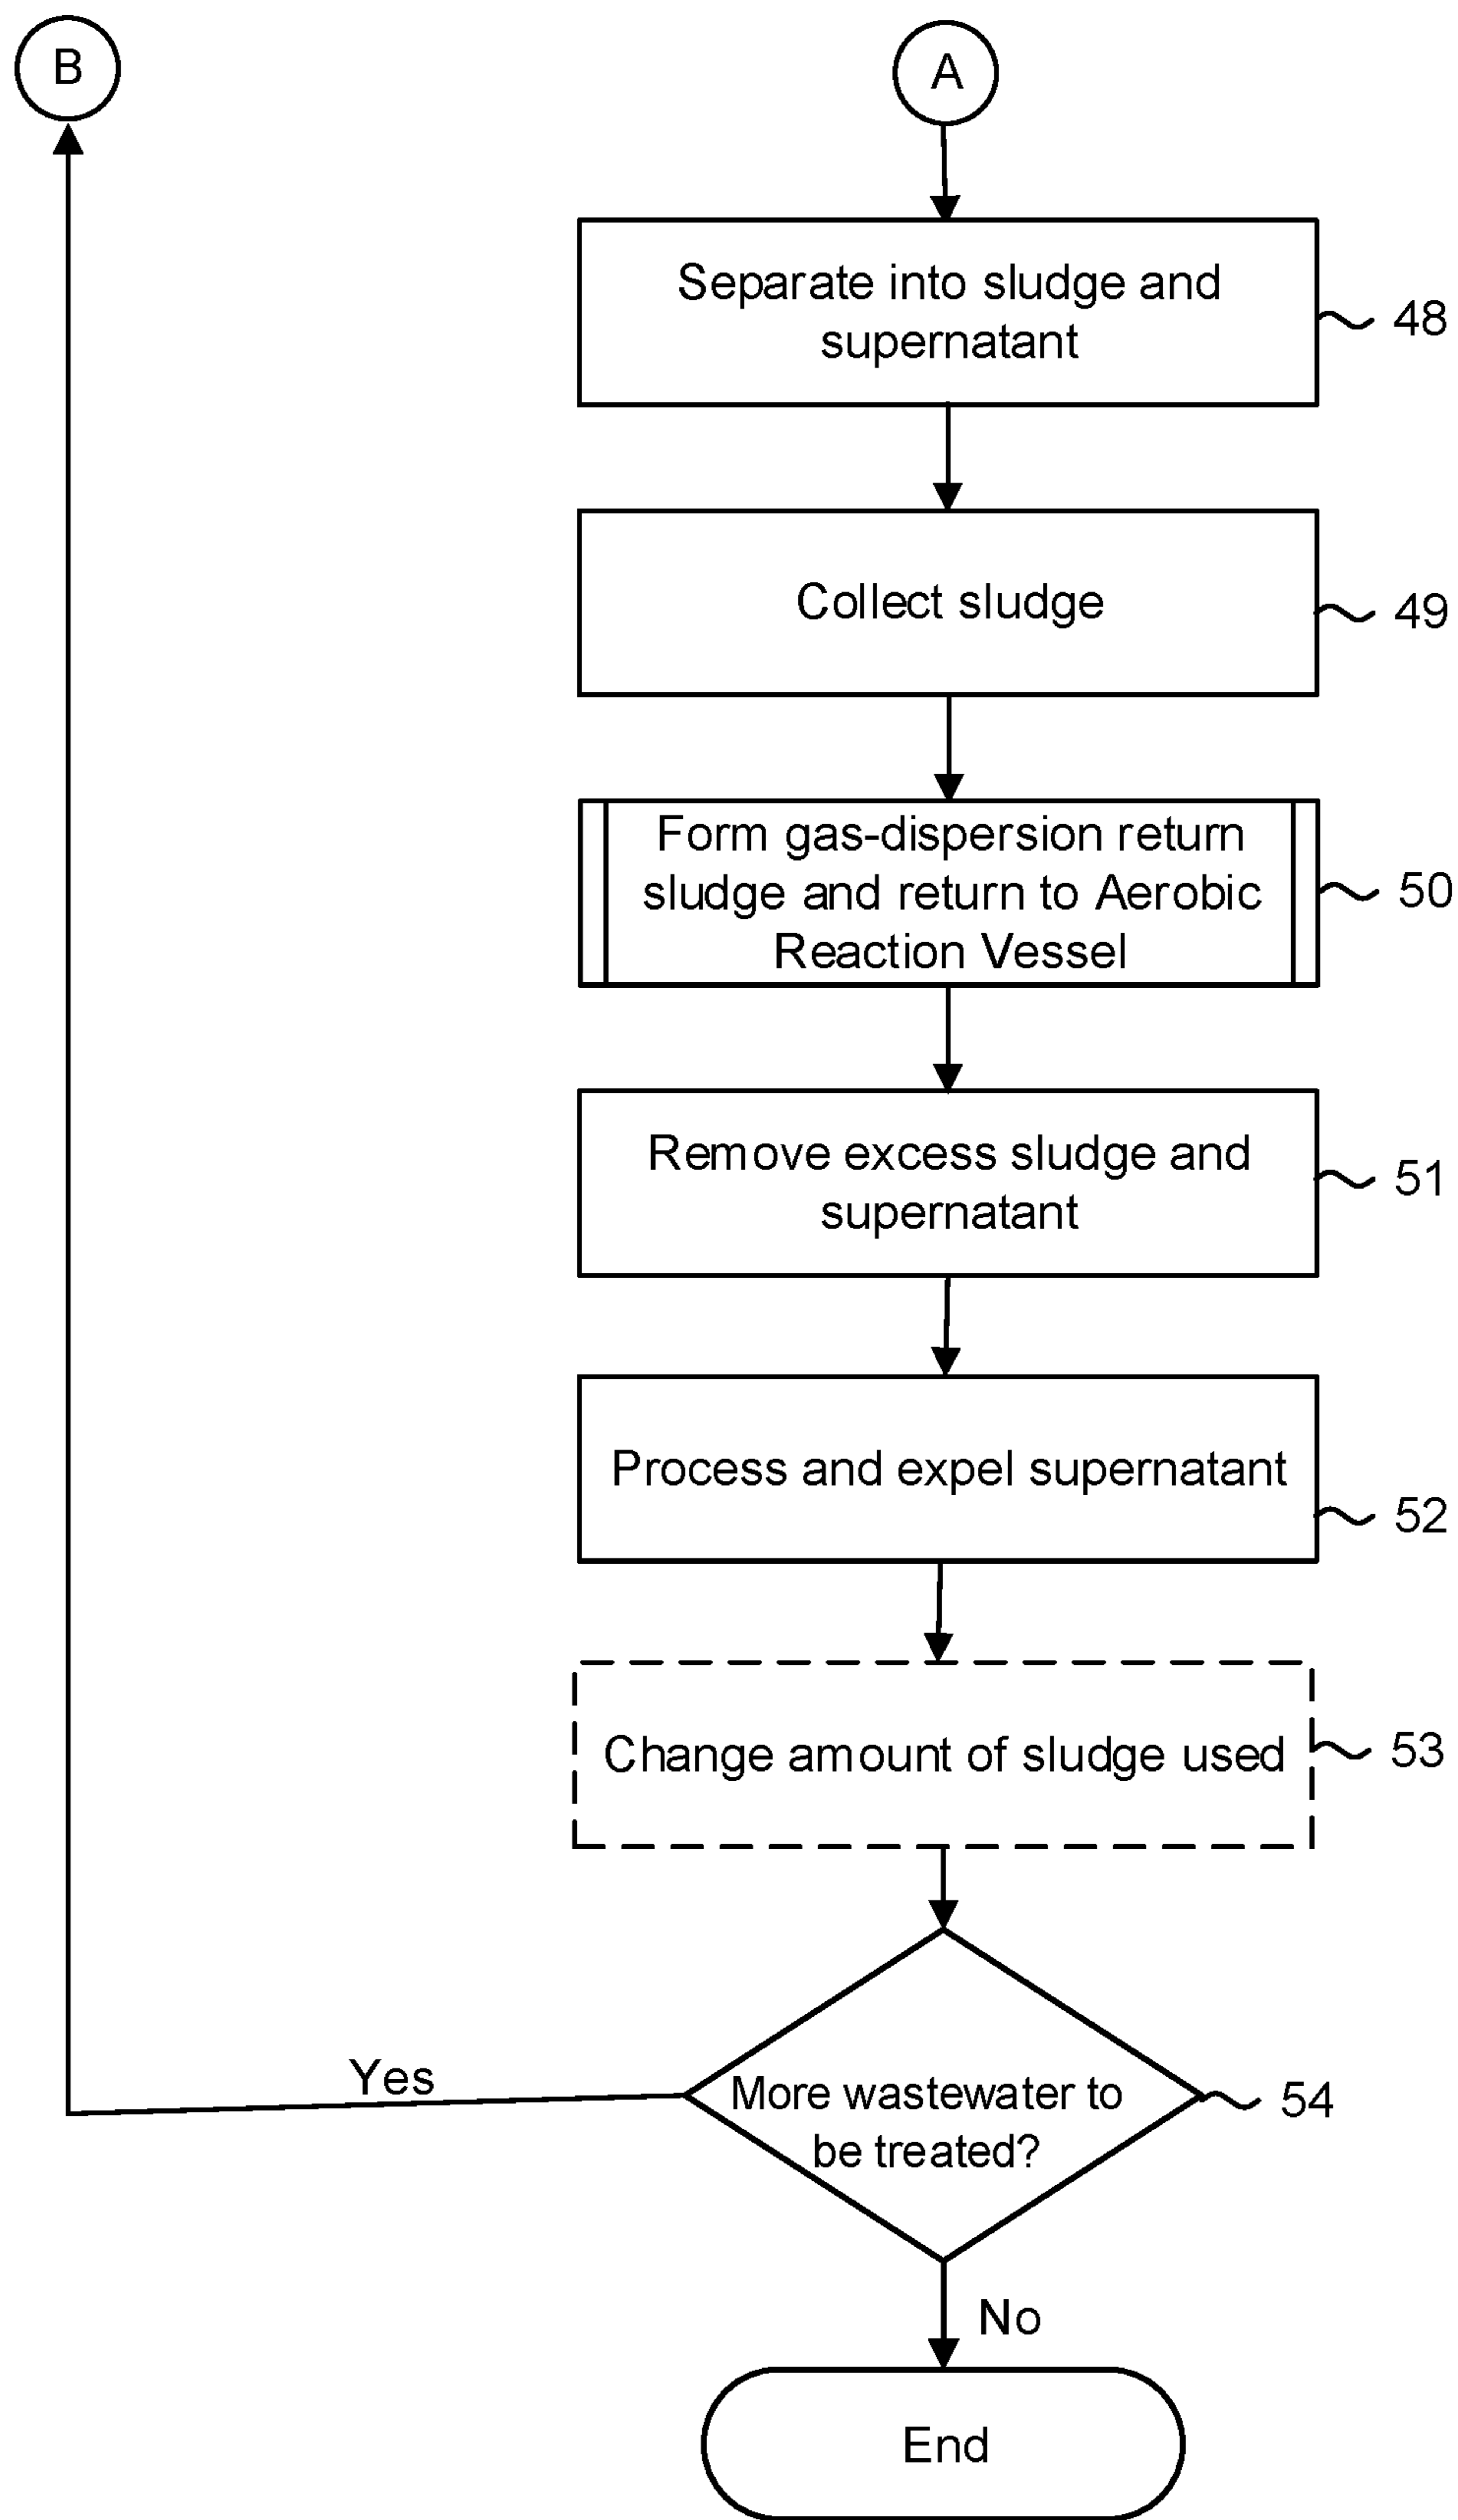 B
A
Separate into sludge and
supernatant
48
Collect sludge
49
Form gas-dispersion return
sludge and return to Aerobic
Reaction Vessel
50
Remove excess sludge and
supernatant
51
Process and expel supernatant
52
Change amount of sludge used
53
More wastewater to
be treated?
54
Yes
No
End